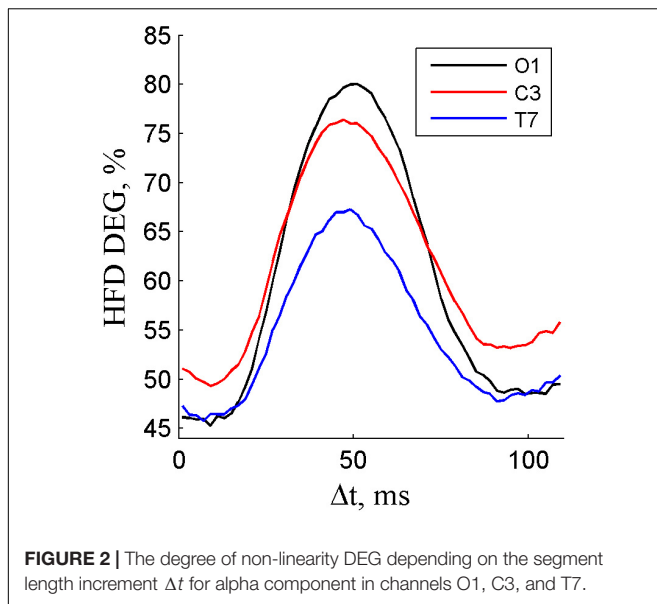 85
80
75
70
65
60
55
50
45
HFD DEG, %
O1
C3
T7
0
50
100
Δt, ms
FIGURE 2 | The degree of non-linearity DEG depending on the segment
length increment Δt for alpha component in channels O1, C3, and T7.